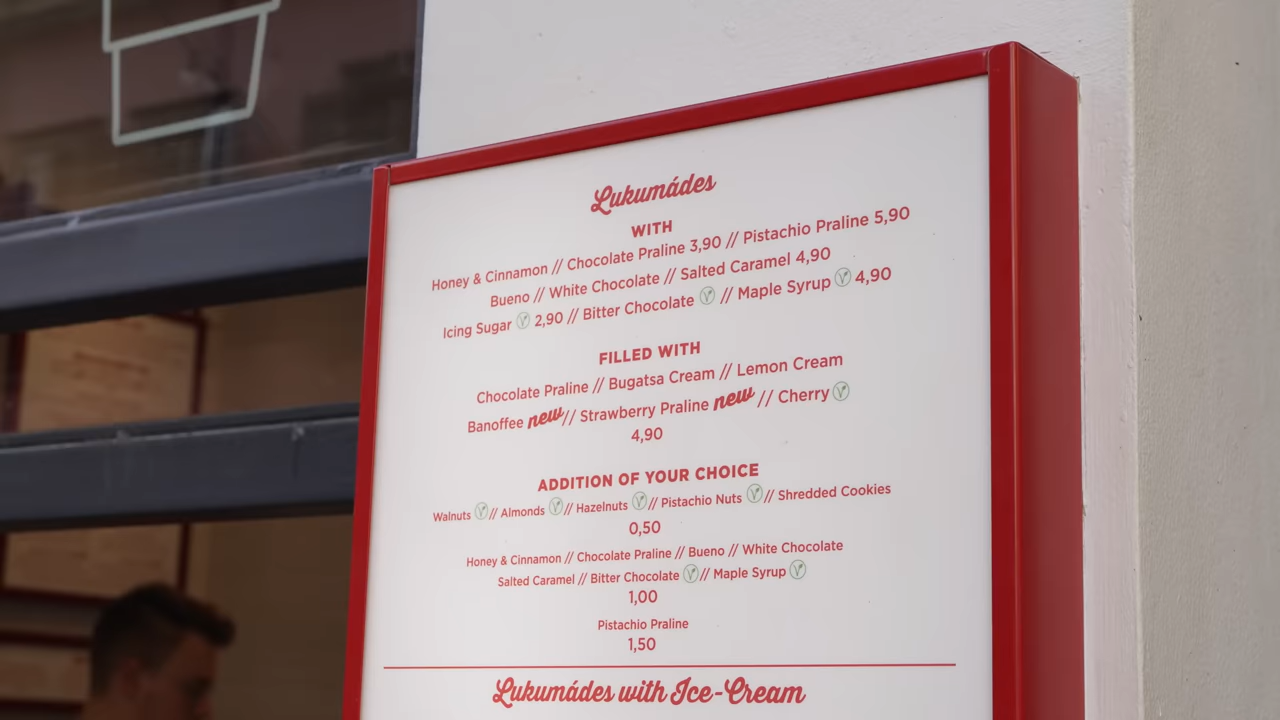 Lukumádes
WITH
Honey & Cinnamon // Chocolate Praline 3,90 // Pistachio Praline 5,90
Bueno // White Chocolate // Salted Caramel 4,90
Icing Sugar 2,90 // Bitter Chocolate // Maple Syrup 4,90
FILLED WITH
Chocolate Praline // Bugatsa Cream // Lemon Cream
Banoffee new // Strawberry Praline new // Cherry
4,90
ADDITION OF YOUR CHOICE
Walnuts // Almonds // Hazelnuts // Pistachio Nuts // Shredded Cookies
0,50
Honey & Cinnamon // Chocolate Praline // Bueno // White Chocolate
Salted Caramel // Bitter Chocolate // Maple Syrup
1,00
Pistachio Praline
1,50
Lukumádes with Ice-Cream